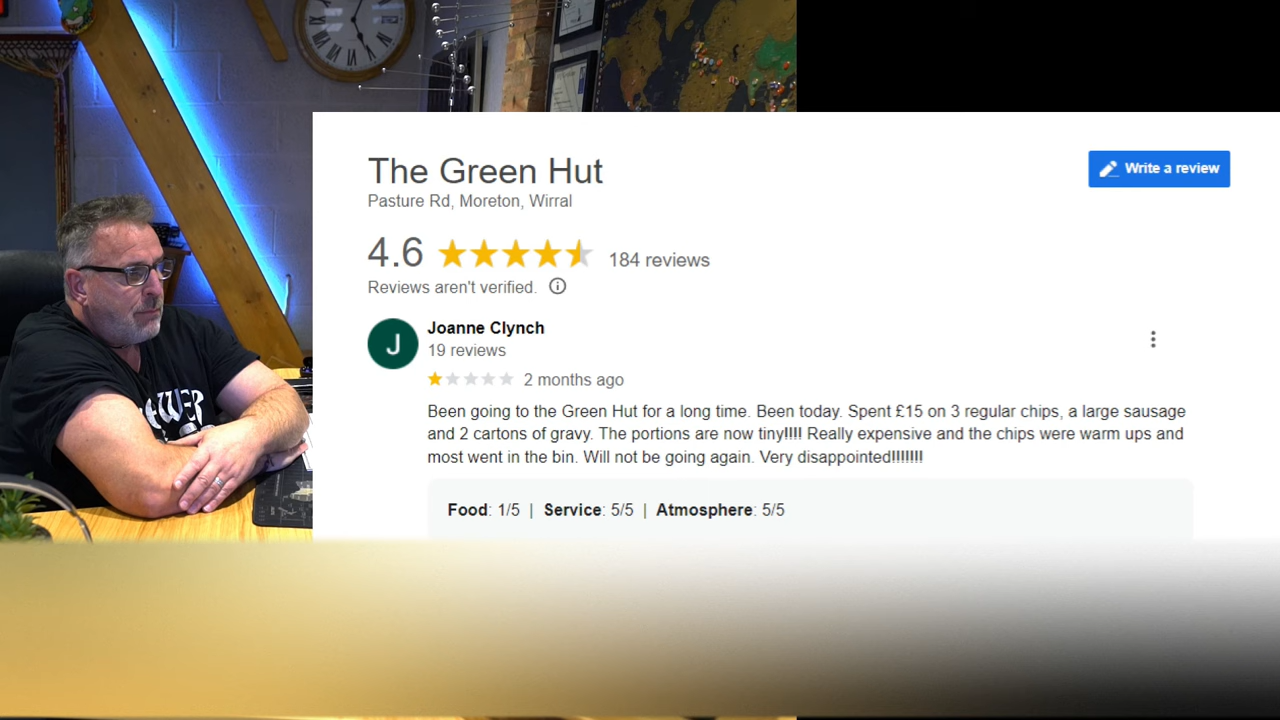 The Green Hut
Write a review
Pasture Rd, Moreton, Wirral
4.6 184 reviews
Reviews aren't verified.
J
Joanne Clynch
19 reviews
2 months ago
Been going to the Green Hut for a long time. Been today. Spent £15 on 3 regular chips, a large sausage
and 2 cartons of gravy. The portions are now tiny!!!! Really expensive and the chips were warm ups and
most went in the bin. Will not be going again. Very disappointed!!!!!!!
Food: 1/5 | Service: 5/5 | Atmosphere: 5/5